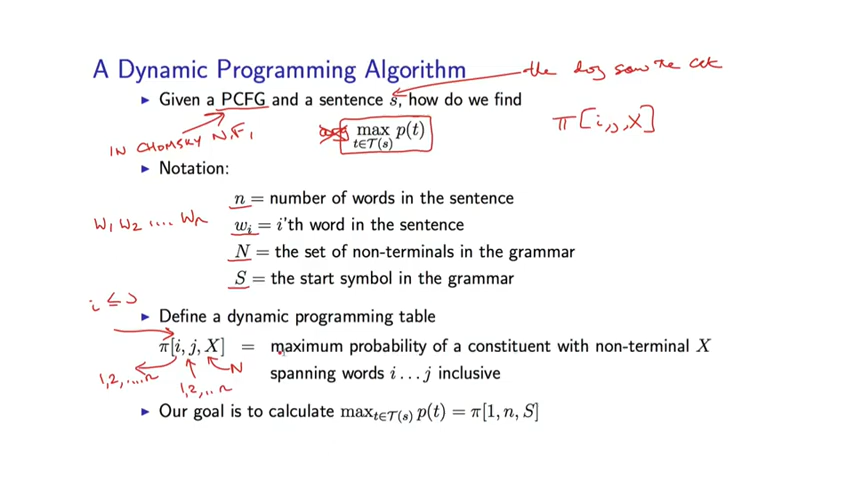 A Dynamic Programming Algorithm
the dog saw the cat
▶ Given a PCFG and a sentence s, how do we find
IN CHOMSKY N.F.
max p(t)
t∈T(s)
π[i,j,X]
▶ Notation:
n = number of words in the sentence
w₁ w₂ .... wₙ
wᵢ = i'th word in the sentence
N = the set of non-terminals in the grammar
S = the start symbol in the grammar
i ≤ j
▶ Define a dynamic programming table
π[i, j, X] = maximum probability of a constituent with non-terminal X
spanning words i . . . j inclusive
1,2,....n
1,2,..n
N
▶ Our goal is to calculate max t∈T(s) p(t) = π[1, n, S]